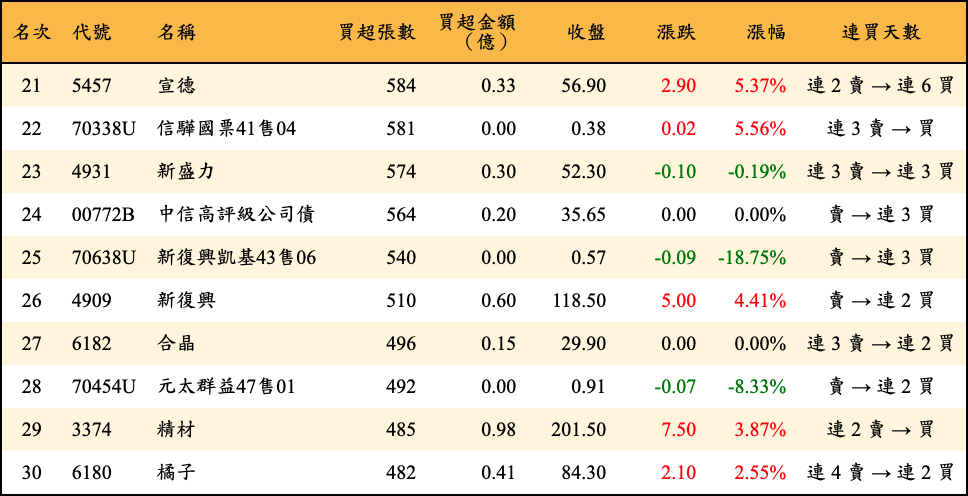 名次 代號 名稱 買超張數 買超金額（億） 收盤 漲跌 漲幅 連買天數
21 5457 宣德 584 0.33 56.90 2.90 5.37% 連 2 賣 → 連 6 買
22 70338U 信驊國票41售04 581 0.00 0.38 0.02 5.56% 連 3 賣 → 買
23 4931 新盛力 574 0.30 52.30 -0.10 -0.19% 連 3 賣 → 連 3 買
24 00772B 中信高評級公司債 564 0.20 35.65 0.00 0.00% 賣 → 連 3 買
25 70638U 新復興凱基43售06 540 0.00 0.57 -0.09 -18.75% 賣 → 連 3 買
26 4909 新復興 510 0.60 118.50 5.00 4.41% 賣 → 連 2 買
27 6182 合晶 496 0.15 29.90 0.00 0.00% 連 3 賣 → 連 2 買
28 70454U 元太群益47售01 492 0.00 0.91 -0.07 -8.33% 賣 → 連 2 買
29 3374 精材 485 0.98 201.50 7.50 3.87% 連 2 賣 → 買
30 6180 橘子 482 0.41 84.30 2.10 2.55% 連 4 賣 → 連 2 買